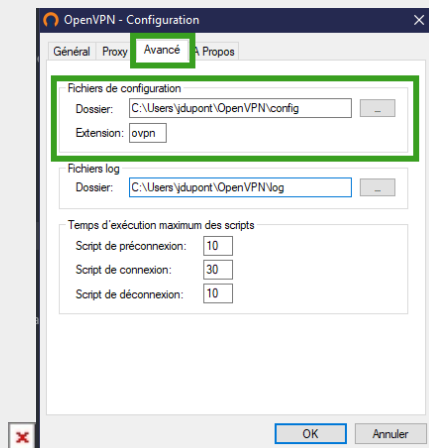 OpenVPN - Configuration
Général Proxy Avancé À Propos
Fichiers de configuration
Dossier: C:\Users\jdupont\OpenVPN\config ...
Extension: ovpn
Fichiers log
Dossier: C:\Users\jdupont\OpenVPN\log ...
Temps d'exécution maximum des scripts
Script de préconnexion: 10
Script de connexion: 30
Script de déconnexion: 10
OK Annuler